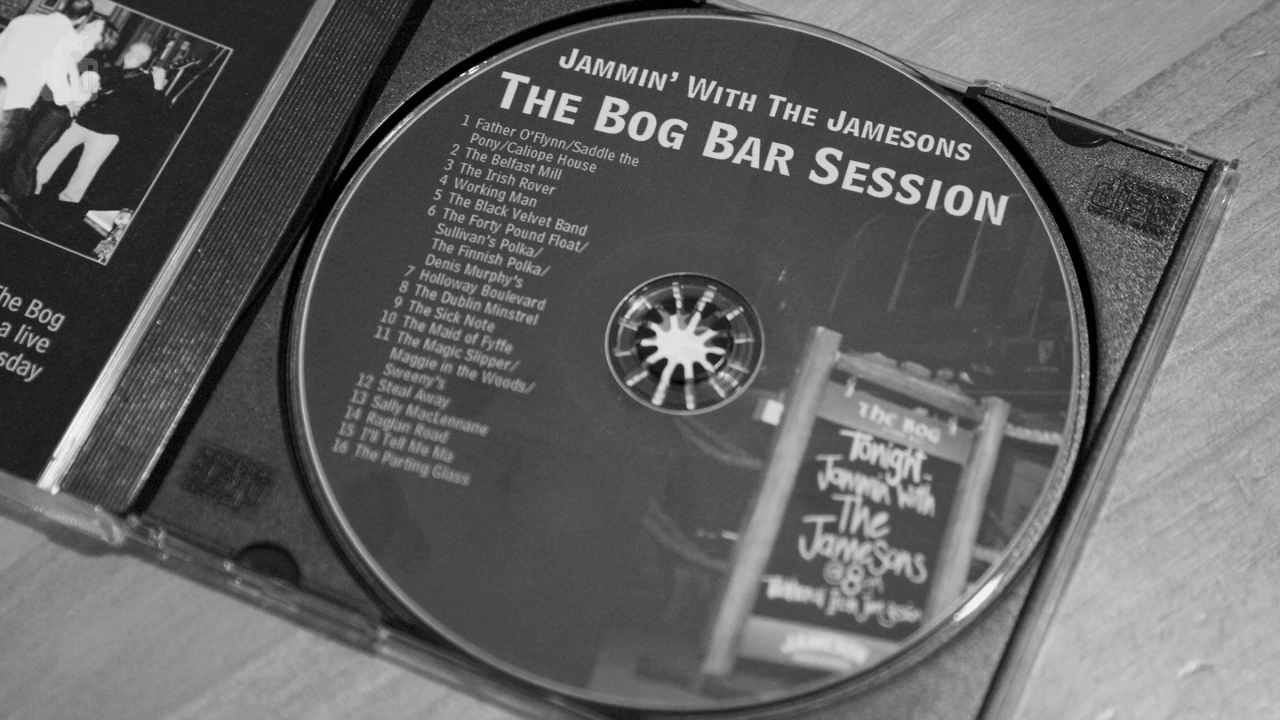 JAMMIN' WITH THE JAMESONS
THE BOG BAR SESSION
1 Father O'Flynn/Saddle the
Pony/Caliope House
2 The Belfast Mill
3 The Irish Rover
4 Working Man
5 The Black Velvet Band
6 The Forty Pound Float/
Sullivan's Polka/
The Finnish Polka/
Denis Murphy's
7 Holloway Boulevard
8 The Dublin Minstrel
9 The Sick Note
10 The Maid of Fyffe
11 The Magic Slipper/
Maggie in the Woods/
Sweeny's
12 Steal Away
13 Sally MacLennane
14 Raglan Road
15 I'll Tell Me Ma
16 The Parting Glass
The Bog
a live
sday
THE BOG
Tonight
Jammin with
The
Jamesons
@8
JAMESON